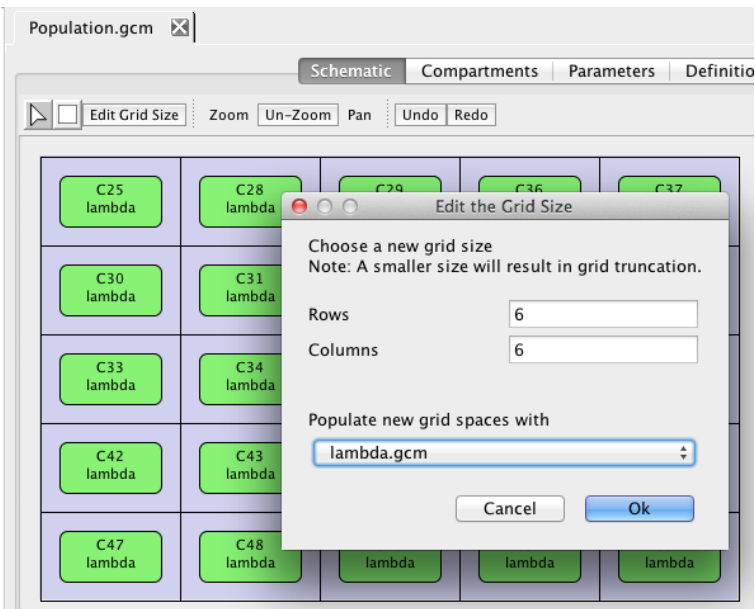 Population.gcm
Schematic Compartments Parameters Definitio
Edit Grid Size Zoom Un-Zoom Pan Undo Redo
C25 C28 C29 C36 C37
lambda lambda
Edit the Grid Size
Choose a new grid size
Note: A smaller size will result in grid truncation.
C30 C31
lambda lambda
Rows 6
Columns 6
C33 C34
lambda lambda
Populate new grid spaces with
lambda.gcm
C42 C43
lambda lambda
Cancel Ok
C47 C48
lambda lambda lambda lambda lambda